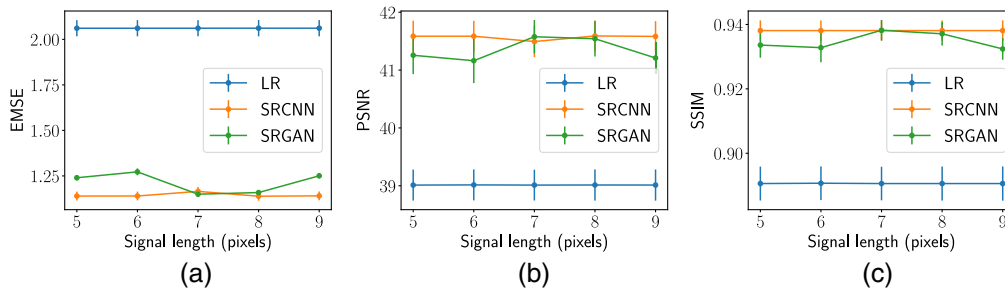 2.00
1.75
1.50
1.25
EMSE
LR
SRCNN
SRGAN
5 6 7 8 9
Signal length (pixels)
(a)
42
41
40
39
PSNR
LR
SRCNN
SRGAN
5 6 7 8 9
Signal length (pixels)
(b)
0.94
0.92
0.90
SSIM
LR
SRCNN
SRGAN
5 6 7 8 9
Signal length (pixels)
(c)